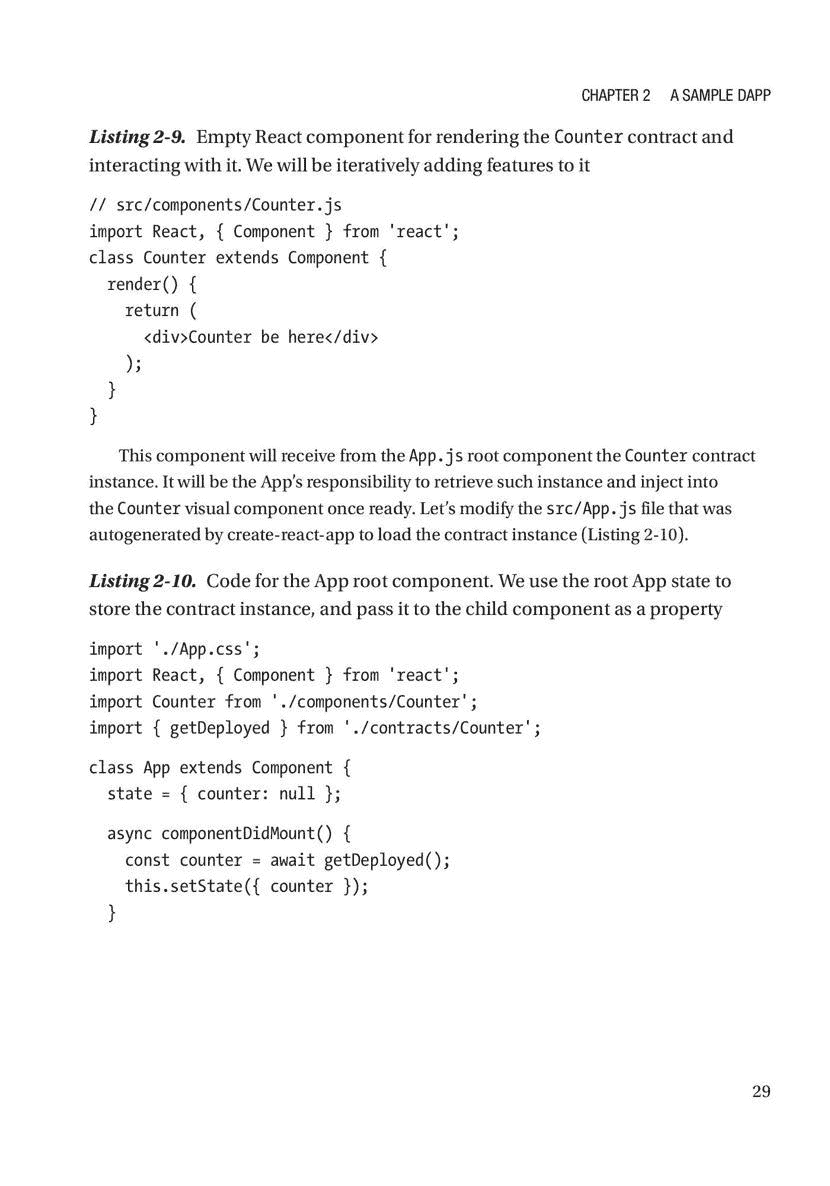 CHAPTER 2 A SAMPLE DAPP
Listing 2-9. Empty React component for rendering the Counter contract and
interacting with it. We will be iteratively adding features to it
// src/components/Counter.js
import React, { Component } from 'react';
class Counter extends Component {
  render() {
    return (
      <div>Counter be here</div>
    );
  }
}
This component will receive from the App.js root component the Counter contract
instance. It will be the App's responsibility to retrieve such instance and inject into
the Counter visual component once ready. Let's modify the src/App.js file that was
autogenerated by create-react-app to load the contract instance (Listing 2-10).
Listing 2-10. Code for the App root component. We use the root App state to
store the contract instance, and pass it to the child component as a property
import './App.css';
import React, { Component } from 'react';
import Counter from './components/Counter';
import { getDeployed } from './contracts/Counter';
class App extends Component {
  state = { counter: null };
  async componentDidMount() {
    const counter = await getDeployed();
    this.setState({ counter });
  }
29